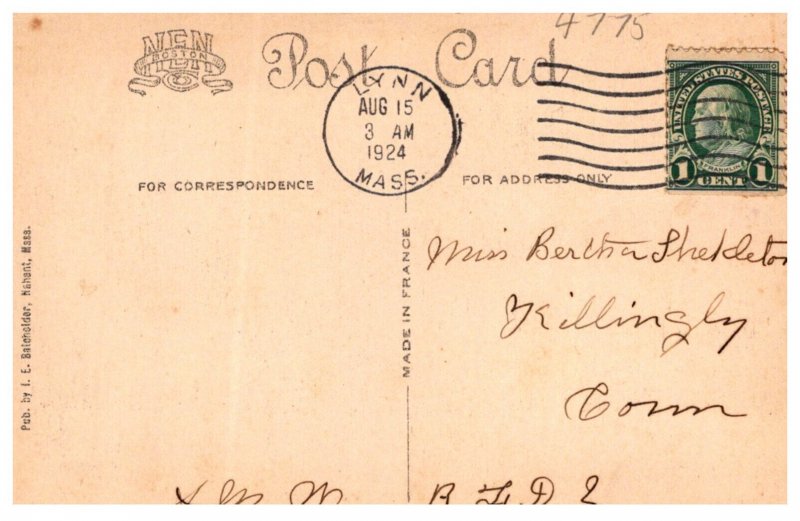 4775
NEN
BOSTON
Post Card
LYNN
AUG 15
3 AM
1924
MASS.
UNITED STATES POSTAGE
FRANKLIN
1 CENT 1
FOR CORRESPONDENCE
FOR ADDRESS ONLY
Pub. by I. E. Batchelder, Nahant, Mass.
MADE IN FRANCE
Miss Bertha Sheldeton
Killingly
Conn
R. F. D 2